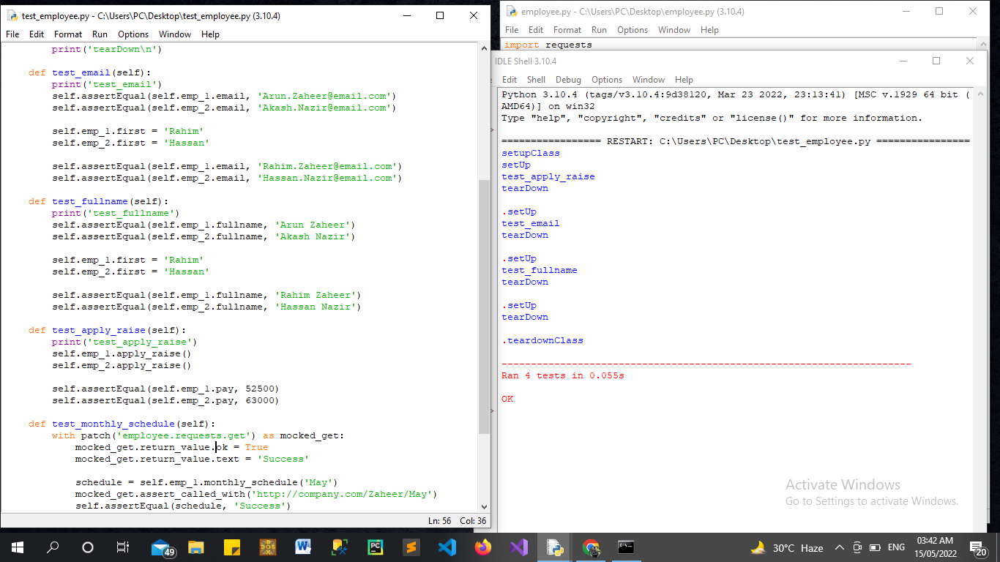 test_employee.py - C:\Users\PC\Desktop\test_employee.py (3.10.4)
File Edit Format Run Options Window Help
print('tearDown\n')
def test_email(self):
print('test_email')
self.assertEqual(self.emp_1.email, 'Arun.Zaheer@email.com')
self.assertEqual(self.emp_2.email, 'Akash.Nazir@email.com')
self.emp_1.first = 'Rahim'
self.emp_2.first = 'Hassan'
self.assertEqual(self.emp_1.email, 'Rahim.Zaheer@email.com')
self.assertEqual(self.emp_2.email, 'Hassan.Nazir@email.com')
def test_fullname(self):
print('test_fullname')
self.assertEqual(self.emp_1.fullname, 'Arun Zaheer')
self.assertEqual(self.emp_2.fullname, 'Akash Nazir')
self.emp_1.first = 'Rahim'
self.emp_2.first = 'Hassan'
self.assertEqual(self.emp_1.fullname, 'Rahim Zaheer')
self.assertEqual(self.emp_2.fullname, 'Hassan Nazir')
def test_apply_raise(self):
print('test_apply_raise')
self.emp_1.apply_raise()
self.emp_2.apply_raise()
self.assertEqual(self.emp_1.pay, 52500)
self.assertEqual(self.emp_2.pay, 63000)
def test_monthly_schedule(self):
with patch('employee.requests.get') as mocked_get:
mocked_get.return_value.ok = True
mocked_get.return_value.text = 'Success'
schedule = self.emp_1.monthly_schedule('May')
mocked_get.assert_called_with('http://company.com/Zaheer/May')
self.assertEqual(schedule, 'Success')
Ln: 56 Col: 36
employee.py - C:\Users\PC\Desktop\employee.py (3.10.4)
File Edit Format Run Options Window Help
import requests
IDLE Shell 3.10.4
Edit Shell Debug Options Window Help
Python 3.10.4 (tags/v3.10.4:9d38120, Mar 23 2022, 23:13:41) [MSC v.1929 64 bit (
AMD64)] on win32
Type "help", "copyright", "credits" or "license()" for more information.
================= RESTART: C:\Users\PC\Desktop\test_employee.py ================
setupClass
setUp
test_apply_raise
tearDown
.setUp
test_email
tearDown
.setUp
test_fullname
tearDown
.setUp
tearDown
.teardownClass
----------------------------------------------------------------------
Ran 4 tests in 0.055s
OK
Activate Windows
Go to Settings to activate Windows.
49
30°C Haze
ENG
03:42 AM
15/05/2022
20